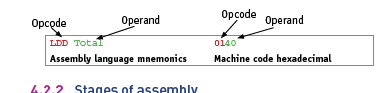 Opcode Operand Opcode Operand
LDD Total 0140
Assembly language mnemonics Machine code hexadecimal
4.2.2 Stages of assembly